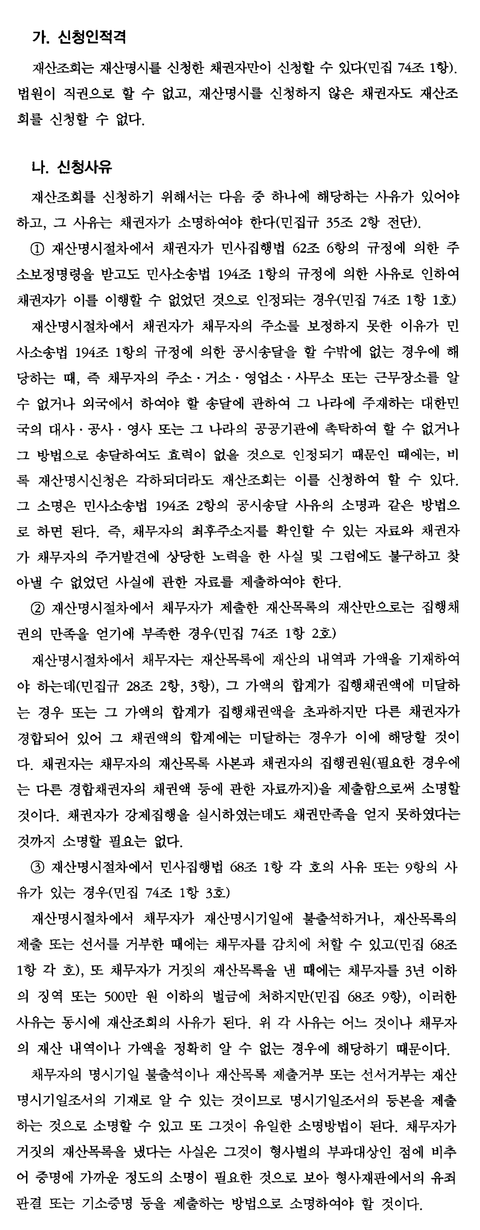 가. 신청인적격
재산조회는 재산명시를 신청한 채권자만이 신청할 수 있다(민집 74조 1항).
법원이 직권으로 할 수 없고, 재산명시를 신청하지 않은 채권자도 재산조
회를 신청할 수 없다.
나. 신청사유
재산조회를 신청하기 위해서는 다음 중 하나에 해당하는 사유가 있어야
하고, 그 사유는 채권자가 소명하여야 한다(민집규 35조 2항 전단).
① 재산명시절차에서 채권자가 민사집행법 62조 6항의 규정에 의한 주
소보정명령을 받고도 민사소송법 194조 1항의 규정에 의한 사유로 인하여
채권자가 이를 이행할 수 없었던 것으로 인정되는 경우(민집 74조 1항 1호)
재산명시절차에서 채권자가 채무자의 주소를 보정하지 못한 이유가 민
사소송법 194조 1항의 규정에 의한 공시송달을 할 수밖에 없는 경우에 해
당하는 때, 즉 채무자의 주소·거소·영업소·사무소 또는 근무장소를 알
수 없거나 외국에서 하여야 할 송달에 관하여 그 나라에 주재하는 대한민
국의 대사·공사·영사 또는 그 나라의 공공기관에 촉탁하여 할 수 없거나
그 방법으로 송달하여도 효력이 없을 것으로 인정되기 때문인 때에는, 비
록 재산명시신청은 각하되더라도 재산조회는 이를 신청하여 할 수 있다.
그 소명은 민사소송법 194조 2항의 공시송달 사유의 소명과 같은 방법으
로 하면 된다. 즉, 채무자의 최후주소지를 확인할 수 있는 자료와 채권자
가 채무자의 주거발견에 상당한 노력을 한 사실 및 그럼에도 불구하고 찾
아낼 수 없었던 사실에 관한 자료를 제출하여야 한다.
② 재산명시절차에서 채무자가 제출한 재산목록의 재산만으로는 집행채
권의 만족을 얻기에 부족한 경우(민집 74조 1항 2호)
재산명시절차에서 채무자는 재산목록에 재산의 내역과 가액을 기재하여
야 하는데(민집규 28조 2항, 3항), 그 가액의 합계가 집행채권액에 미달하
는 경우 또는 그 가액의 합계가 집행채권액을 초과하지만 다른 채권자가
경합되어 있어 그 채권액의 합계에는 미달하는 경우가 이에 해당할 것이
다. 채권자는 채무자의 재산목록 사본과 채권자의 집행권원(필요한 경우에
는 다른 경합채권자의 채권액 등에 관한 자료까지)을 제출함으로써 소명할
것이다. 채권자가 강제집행을 실시하였는데도 채권만족을 얻지 못하였다는
것까지 소명할 필요는 없다.
③ 재산명시절차에서 민사집행법 68조 1항 각 호의 사유 또는 9항의 사
유가 있는 경우(민집 74조 1항 3호)
재산명시절차에서 채무자가 재산명시기일에 불출석하거나, 재산목록의
제출 또는 선서를 거부한 때에는 채무자를 감치에 처할 수 있고(민집 68조
1항 각 호), 또 채무자가 거짓의 재산목록을 낸 때에는 채무자를 3년 이하
의 징역 또는 500만 원 이하의 벌금에 처하지만(민집 68조 9항), 이러한
사유는 동시에 재산조회의 사유가 된다. 위 각 사유는 어느 것이나 채무자
의 재산 내역이나 가액을 정확히 알 수 없는 경우에 해당하기 때문이다.
채무자의 명시기일 불출석이나 재산목록 제출거부 또는 선서거부는 재산
명시기일조서의 기재로 알 수 있는 것이므로 명시기일조서의 등본을 제출
하는 것으로 소명할 수 있고 또 그것이 유일한 소명방법이 된다. 채무자가
거짓의 재산목록을 냈다는 사실은 그것이 형사벌의 부과대상인 점에 비추
어 증명에 가까운 정도의 소명이 필요한 것으로 보아 형사재판에서의 유죄
판결 또는 기소증명 등을 제출하는 방법으로 소명하여야 할 것이다.